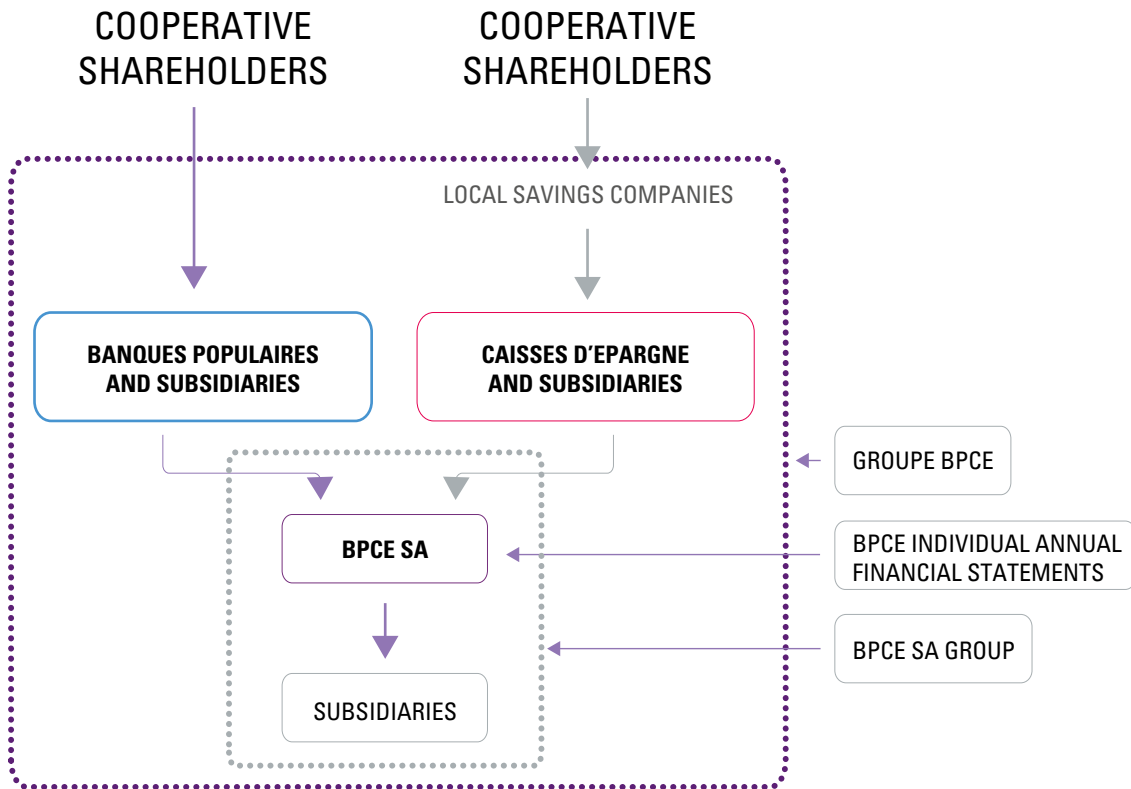 COOPERATIVE
SHAREHOLDERS
COOPERATIVE
SHAREHOLDERS
LOCAL SAVINGS COMPANIES
BANQUES POPULAIRES
AND SUBSIDIARIES
CAISSES D'EPARGNE
AND SUBSIDIARIES
GROUPE BPCE
BPCE SA
BPCE INDIVIDUAL ANNUAL
FINANCIAL STATEMENTS
BPCE SA GROUP
SUBSIDIARIES